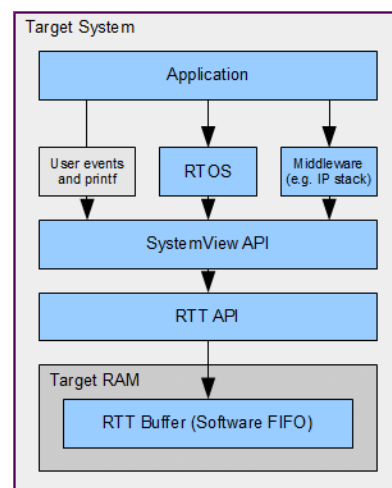 Target System
Application
User events
and printf
RTOS
Middleware
(e.g. IP stack)
SystemView API
RTT API
Target RAM
RTT Buffer (Software FIFO)